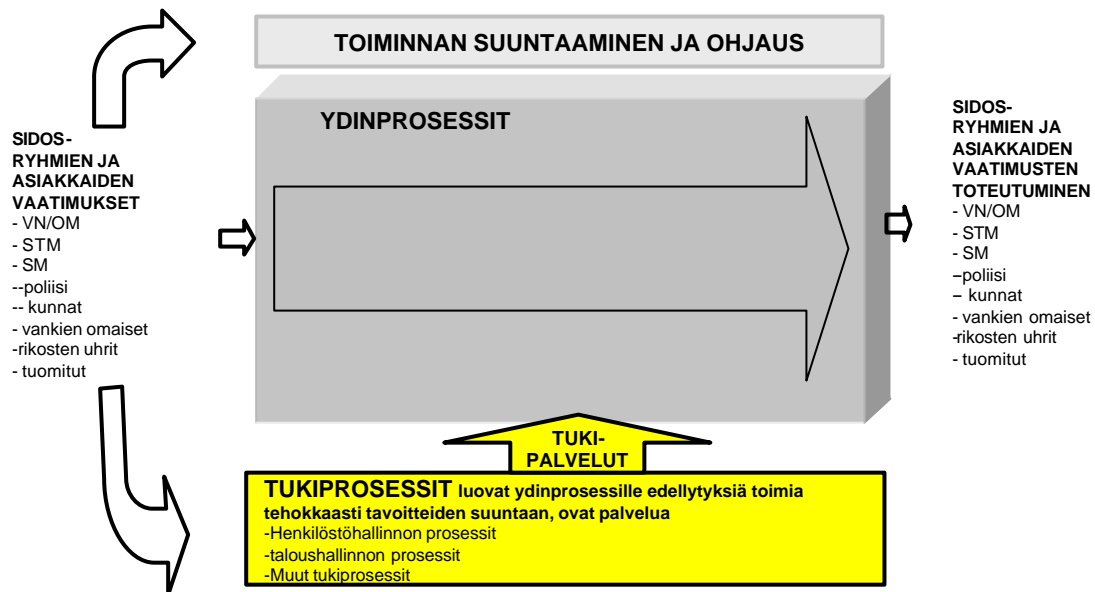 TOIMINNAN SUUNTAAMINEN JA OHJAUS
YDINPROSESSIT
SIDOS-
RYHMIEN JA
ASIAKKAIDEN
VAATIMUKSET
- VN/OM
- STM
- SM
--poliisi
-- kunnat
- vankien omaiset
-rikosten uhrit
- tuomitut
SIDOS-
RYHMIEN JA
ASIAKKAIDEN
VAATIMUSTEN
TOTEUTUMINEN
- VN/OM
- STM
- SM
–poliisi
– kunnat
- vankien omaiset
-rikosten uhrit
- tuomitut
TUKI-
PALVELUT
TUKIPROSESSIT luovat ydinprosessille edellytyksiä toimia
tehokkaasti tavoitteiden suuntaan, ovat palvelua
-Henkilöstöhallinnon prosessit
-taloushallinnon prosessit
-Muut tukiprosessit